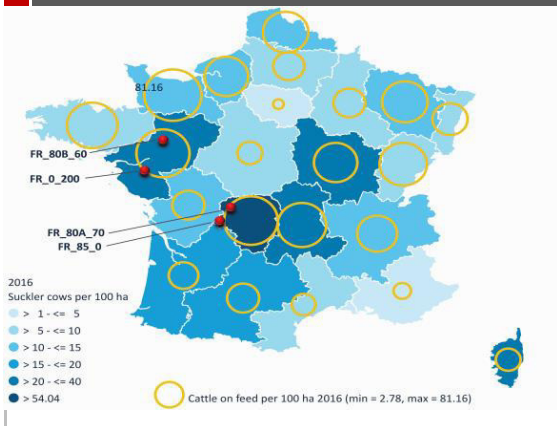 81.16
FR_80B_60
FR_0_200
FR_80A_70
FR_85_0
2016
Suckler cows per 100 ha
> 1 - <= 5
> 5 - <= 10
> 10 - <= 15
> 15 - <= 20
> 20 - <= 40
> 54.04
Cattle on feed per 100 ha 2016 (min = 2.78, max = 81.16)